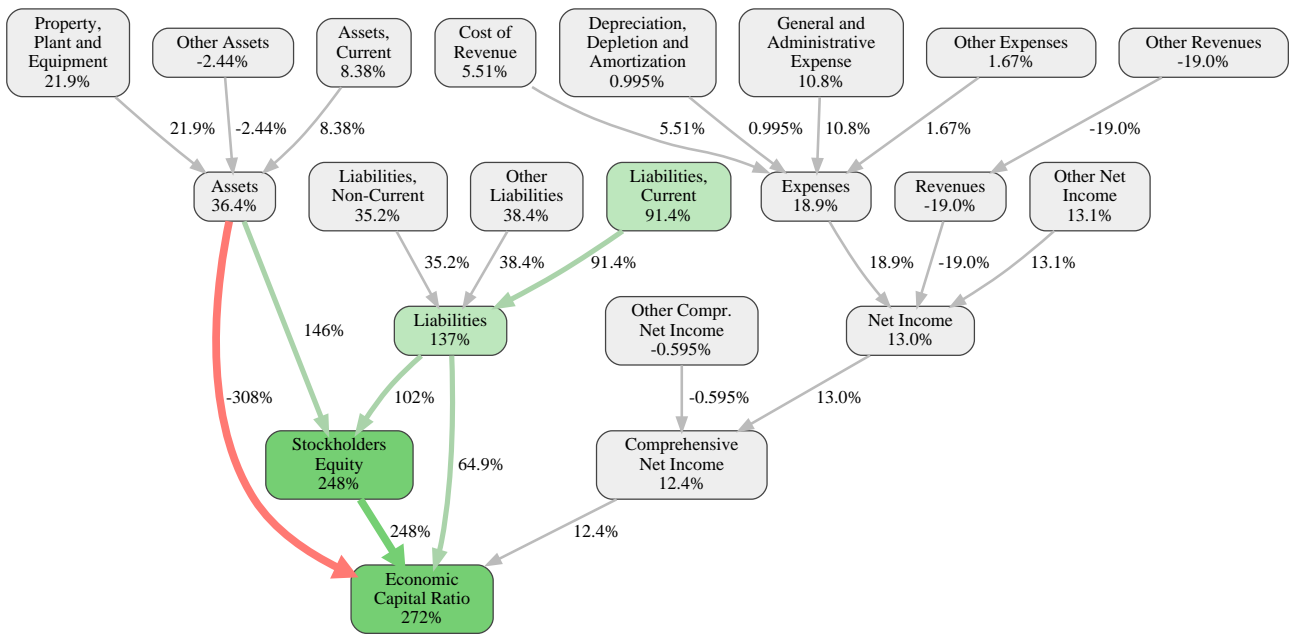 Property,
Plant and
Equipment
21.9%
Other Assets
-2.44%
Assets,
Current
8.38%
Cost of
Revenue
5.51%
Depreciation,
Depletion and
Amortization
0.995%
General and
Administrative
Expense
10.8%
Other Expenses
1.67%
Other Revenues
-19.0%
21.9%
-2.44%
8.38%
5.51%
0.995%
10.8%
1.67%
-19.0%
Assets
36.4%
Liabilities,
Non-Current
35.2%
Other
Liabilities
38.4%
Liabilities,
Current
91.4%
Expenses
18.9%
Revenues
-19.0%
Other Net
Income
13.1%
35.2%
38.4%
91.4%
18.9%
-19.0%
13.1%
146%
Liabilities
137%
Other Compr.
Net Income
-0.595%
Net Income
13.0%
-308%
102%
-0.595%
13.0%
Stockholders
Equity
248%
64.9%
Comprehensive
Net Income
12.4%
248%
12.4%
Economic
Capital Ratio
272%